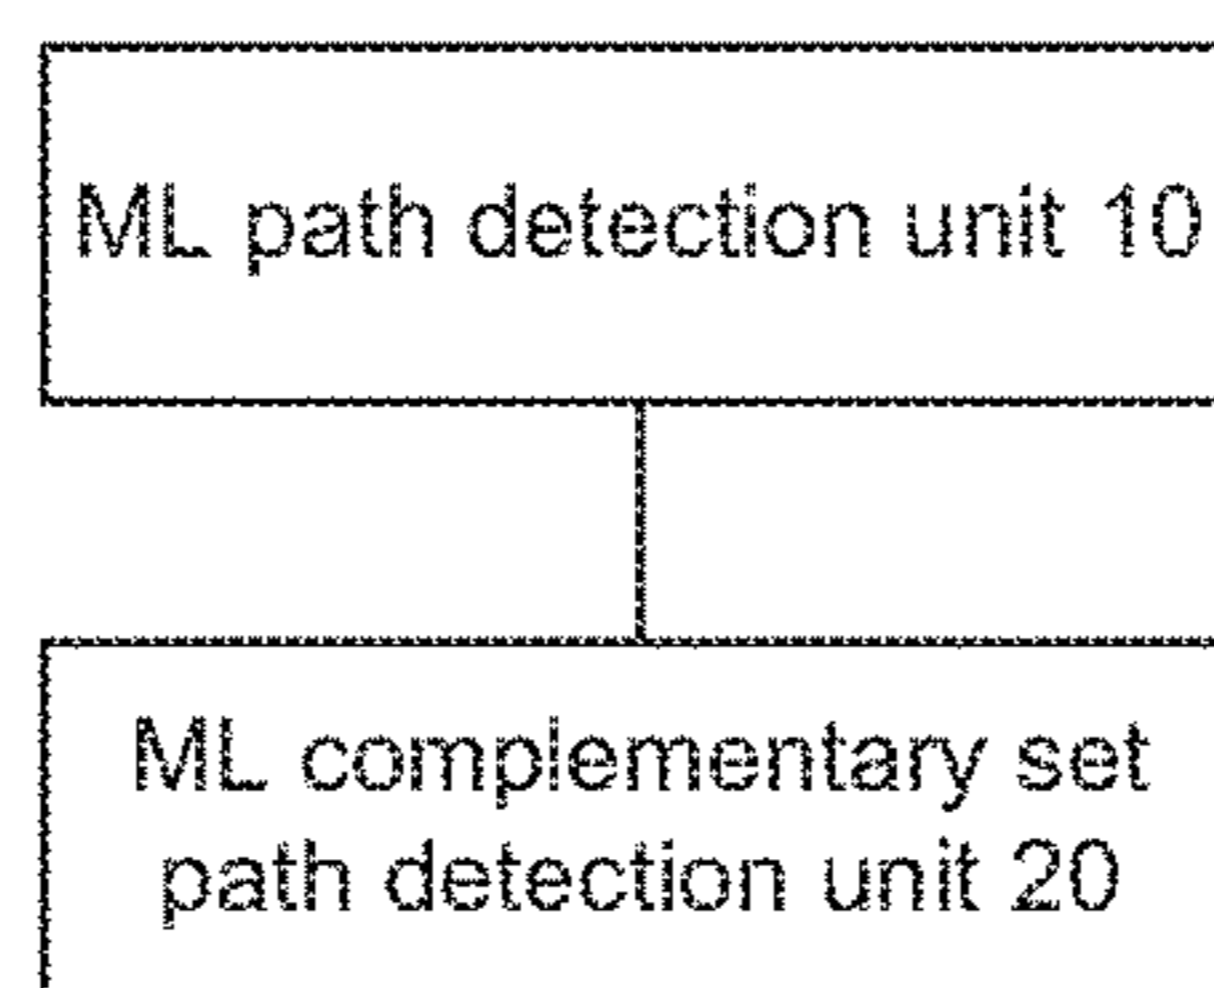 ML path detection unit 10
ML complementary set
path detection unit 20